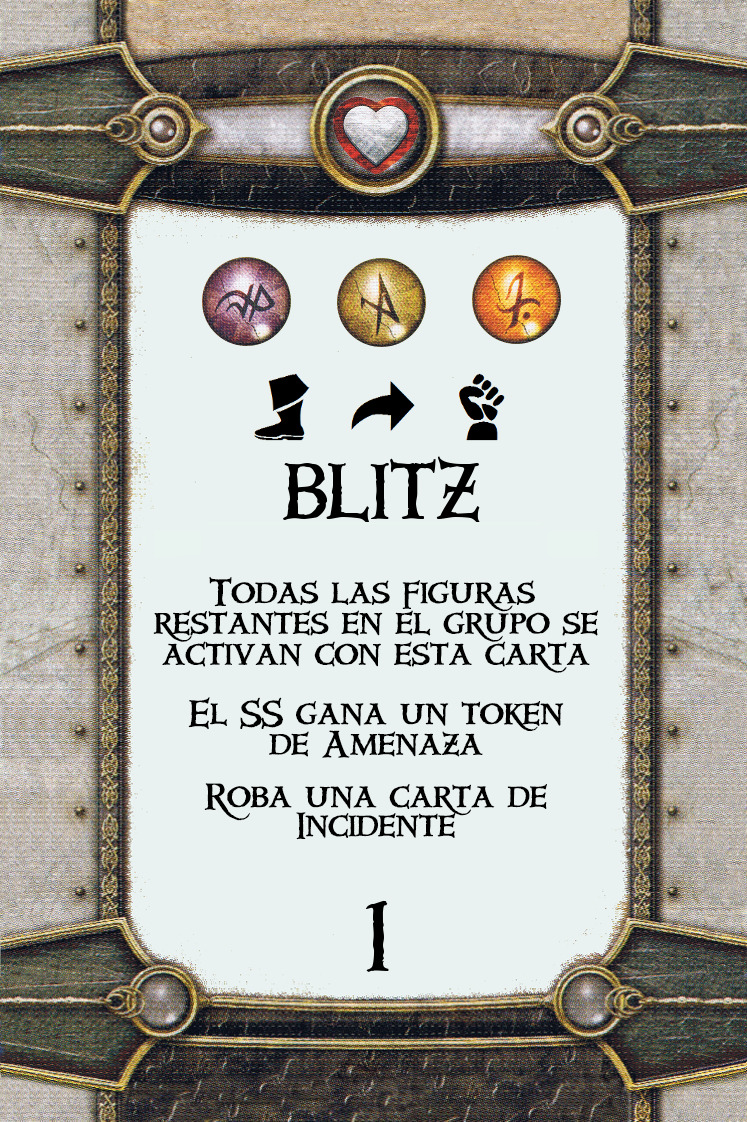 BLITZ
Todas las figuras
restantes en el grupo se
activan con esta carta
El SS gana un token
de Amenaza
Roba una carta de
Incidente
1